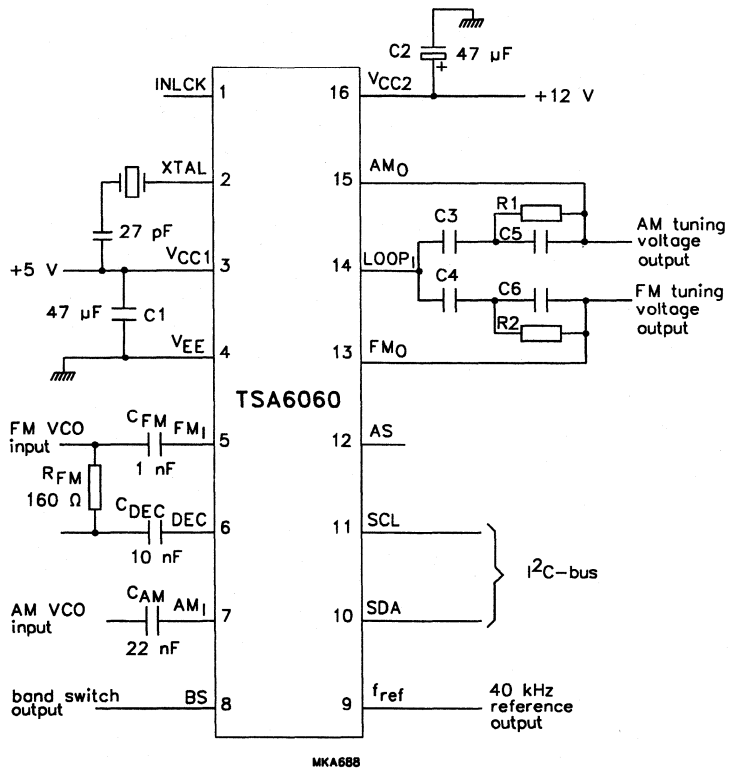 C2 47 µF
INLCK 1
16 VCC2
+12 V
XTAL 2
15 AMO
27 pF
R1
C3 C5
AM tuning
voltage
output
+5 V VCC1 3
14 LOOPI
47 µF C1
C4 C6
R2
FM tuning
voltage
output
VEE 4
13 FMO
TSA6060
FM VCO
input
CFM FMI 5
1 nF
12 AS
RFM
160 Ω
CDEC DEC 6
10 nF
11 SCL
I²C-bus
AM VCO
input
CAM AMI 7
22 nF
10 SDA
band switch
output
BS 8
9 fref
40 kHz
reference
output
MKA688